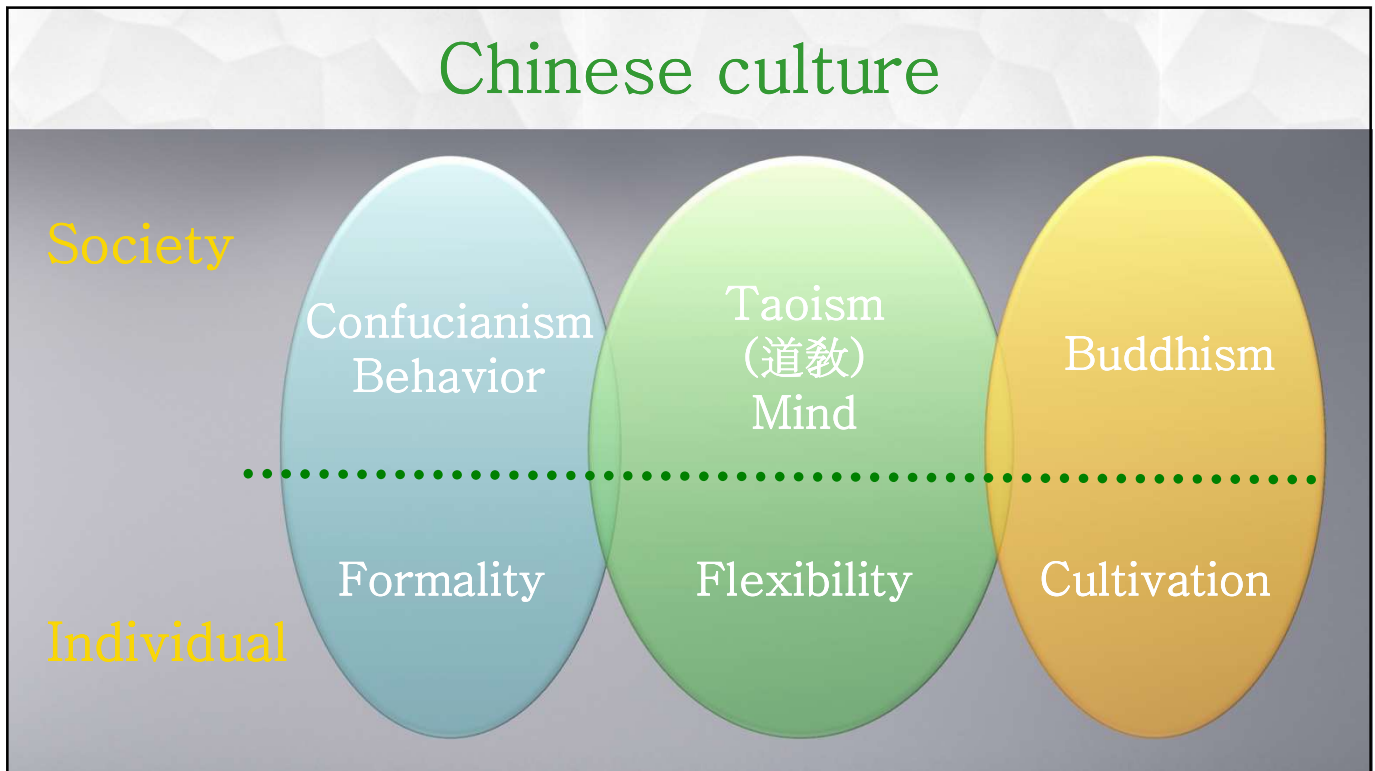 Chinese culture
Society
Confucianism
Behavior
Taoism
(道教)
Mind
Buddhism
Formality
Flexibility
Cultivation
Individual